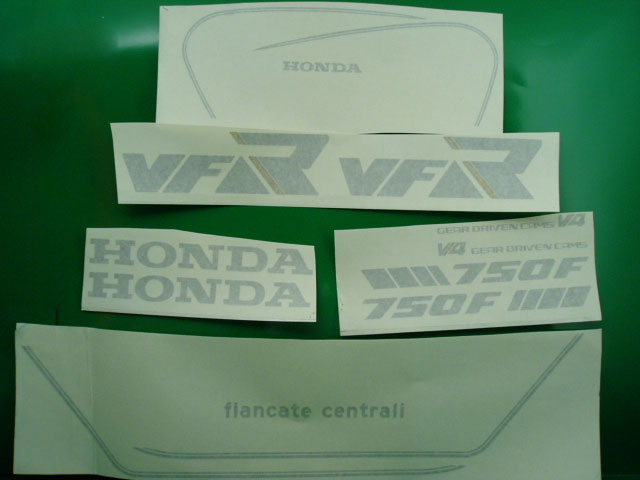 HONDA
VFR VFR
HONDA
HONDA
GEAR DRIVEN CAMS V4
V4 GEAR DRIVEN CAMS
750F
750F
fiancate centrali